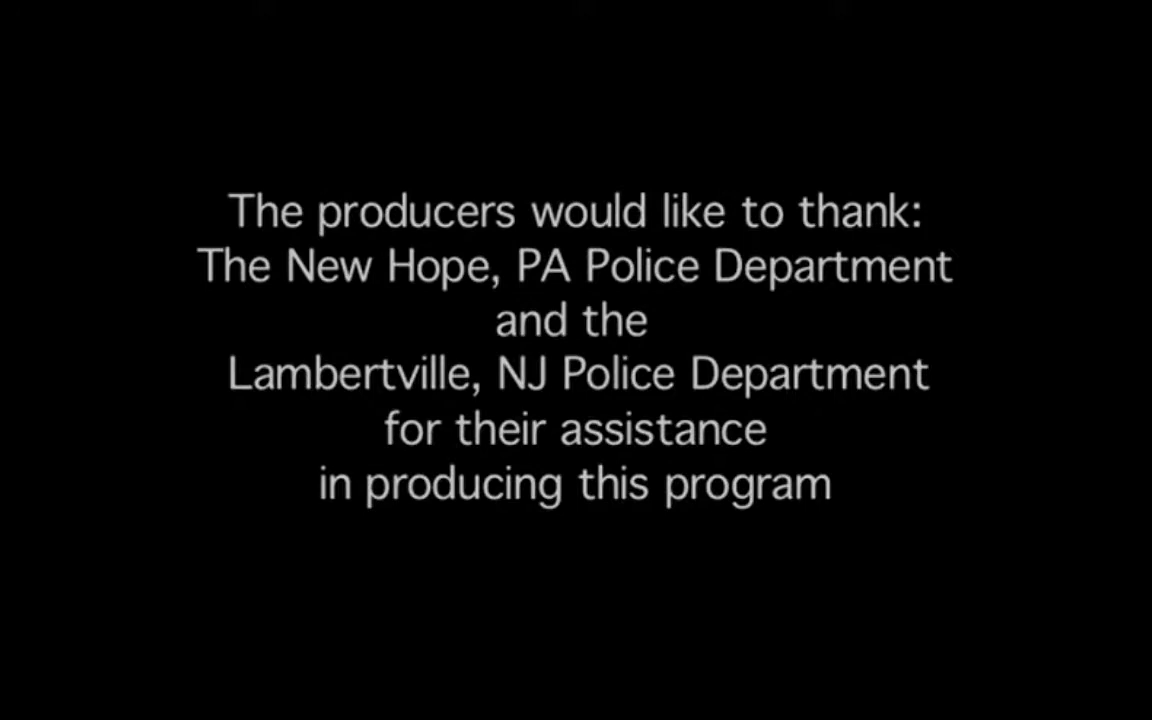 The producers would like to thank:
The New Hope, PA Police Department
and the
Lambertville, NJ Police Department
for their assistance
in producing this program